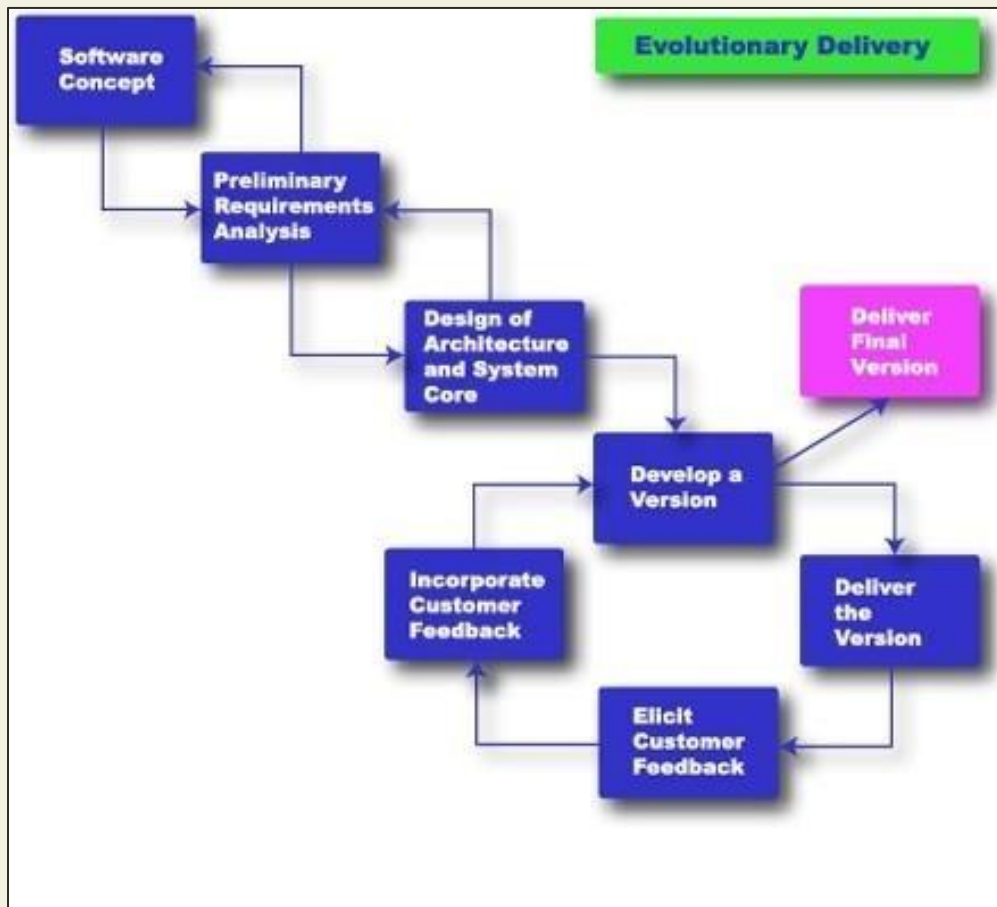 Software
Concept
Evolutionary Delivery
Preliminary
Requirements
Analysis
Design of
Architecture
and System
Core
Deliver
Final
Version
Develop a
Version
Incorporate
Customer
Feedback
Deliver
the
Version
Elicit
Customer
Feedback